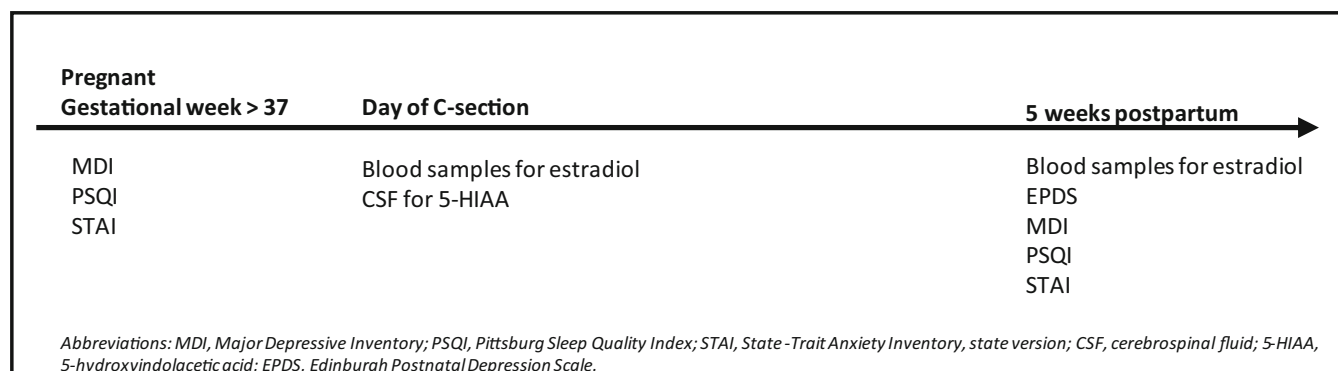 Pregnant
Gestational week > 37
Day of C-section
5 weeks postpartum
MDI
PSQI
STAI
Blood samples for estradiol
CSF for 5-HIAA
Blood samples for estradiol
EPDS
MDI
PSQI
STAI
Abbreviations: MDI, Major Depressive Inventory; PSQI, Pittsburg Sleep Quality Index; STAI, State -Trait Anxiety Inventory, state version; CSF, cerebrospinal fluid; 5-HIAA,
5-hydroxyindolacetic acid; EPDS, Edinburgh Postnatal Depression Scale.